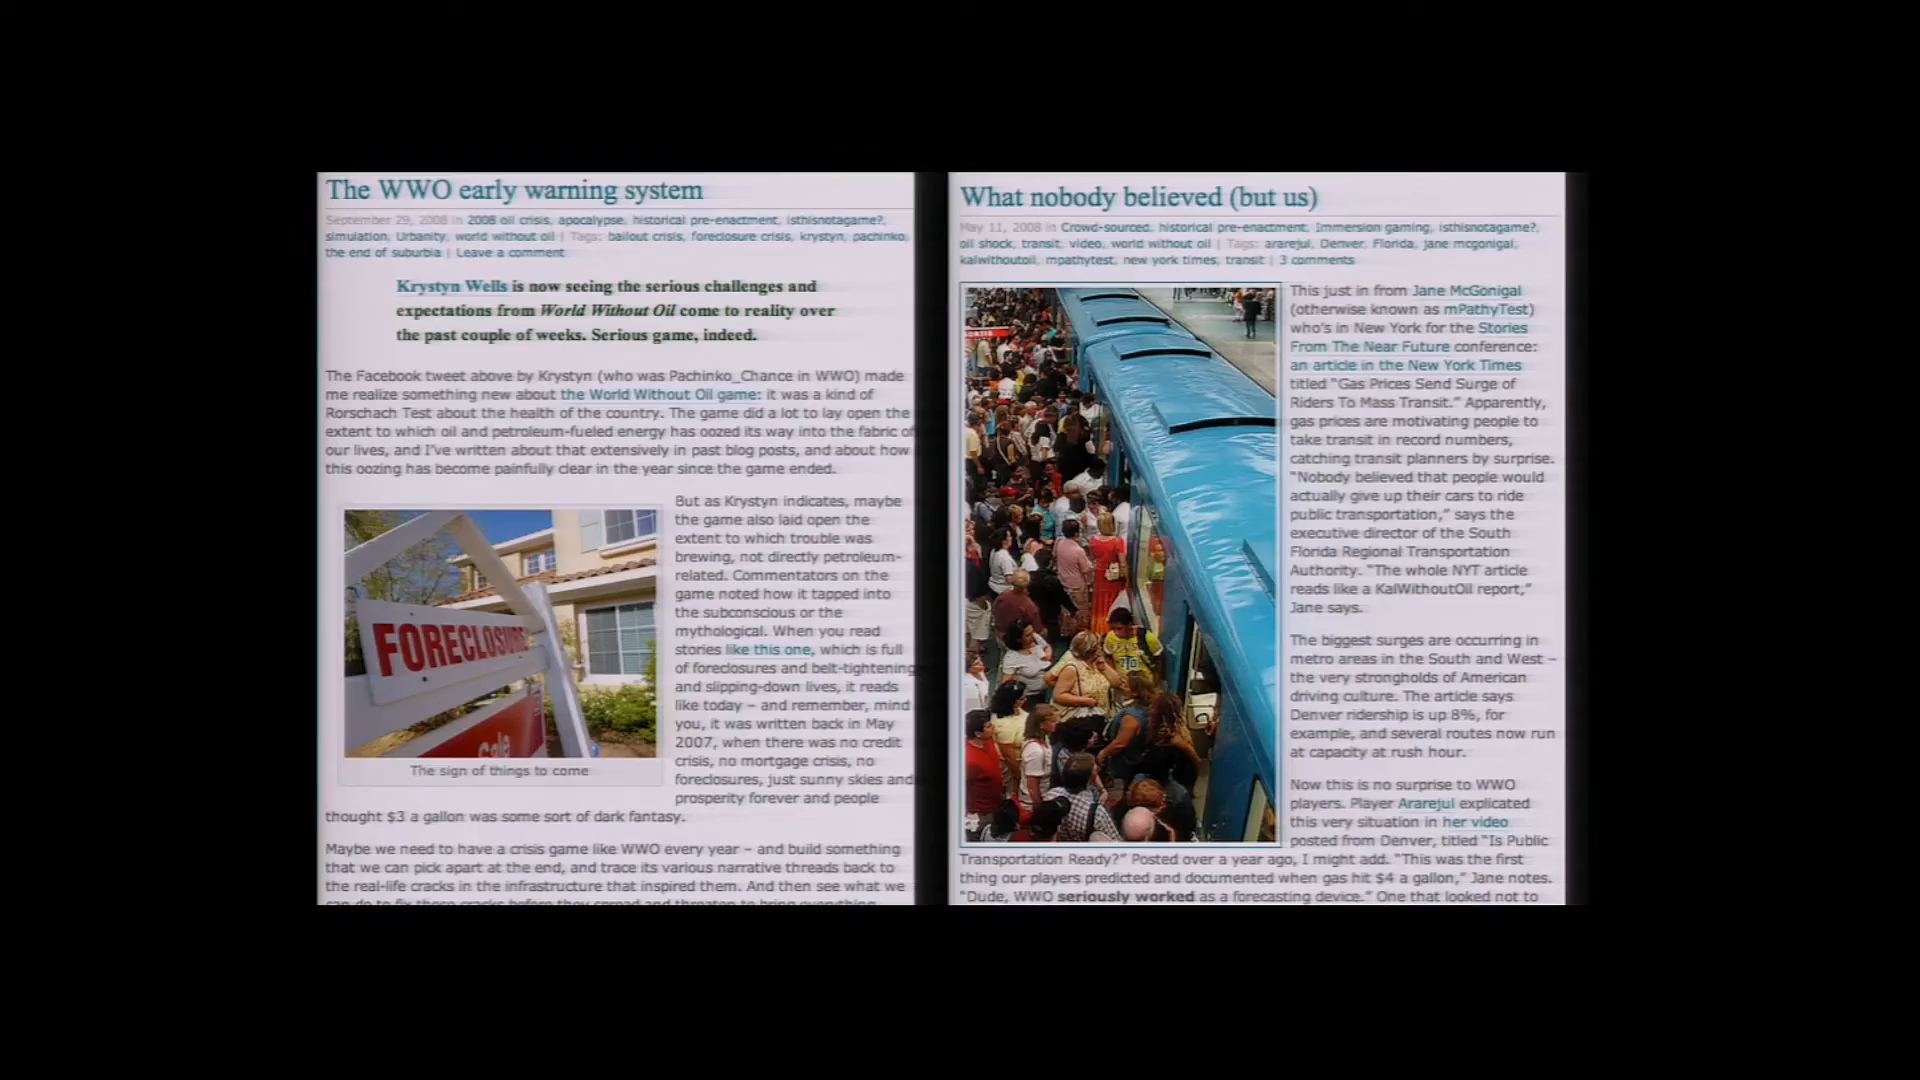 The WWO early warning system
September 29, 2008 in 2008 oil crisis, apocalypse, historical pre-enactment, isthisnotagame?,
simulation, Urbanity, world without oil | Tags: bailout crisis, foreclosure crisis, krystyn, pachinko,
the end of suburbia | Leave a comment
Krystyn Wells is now seeing the serious challenges and
expectations from World Without Oil come to reality over
the past couple of weeks. Serious game, indeed.
The Facebook tweet above by Krystyn (who was Pachinko_Chance in WWO) made
me realize something new about the World Without Oil game: it was a kind of
Rorschach Test about the health of the country. The game did a lot to lay open the
extent to which oil and petroleum-fueled energy has oozed its way into the fabric of
our lives, and I've written about that extensively in past blog posts, and about how
this oozing has become painfully clear in the year since the game ended.
FORECLOSURE
Sale
The sign of things to come
But as Krystyn indicates, maybe
the game also laid open the
extent to which trouble was
brewing, not directly petroleum-
related. Commentators on the
game noted how it tapped into
the subconscious or the
mythological. When you read
stories like this one, which is full
of foreclosures and belt-tightening
and slipping-down lives, it reads
like today – and remember, mind
you, it was written back in May
2007, when there was no credit
crisis, no mortgage crisis, no
foreclosures, just sunny skies and
prosperity forever and people
thought $3 a gallon was some sort of dark fantasy.
Maybe we need to have a crisis game like WWO every year – and build something
that we can pick apart at the end, and trace its various narrative threads back to
the real-life cracks in the infrastructure that inspired them. And then see what we
can do to fix those cracks before they spread and threaten to bring everything
What nobody believed (but us)
May 11, 2008 in Crowd-sourced, historical pre-enactment, Immersion gaming, isthisnotagame?,
oil shock, transit, video, world without oil | Tags: ararejul, Denver, Florida, jane mcgonigal,
kalwithoutoil, mpathytest, new york times, transit | 3 comments
This just in from Jane McGonigal
(otherwise known as mPathyTest)
who's in New York for the Stories
From The Near Future conference:
an article in the New York Times
titled "Gas Prices Send Surge of
Riders To Mass Transit." Apparently,
gas prices are motivating people to
take transit in record numbers,
catching transit planners by surprise.
"Nobody believed that people would
actually give up their cars to ride
public transportation," says the
executive director of the South
Florida Regional Transportation
Authority. "The whole NYT article
reads like a KalWithoutOil report,"
Jane says.
The biggest surges are occurring in
metro areas in the South and West –
the very strongholds of American
driving culture. The article says
Denver ridership is up 8%, for
example, and several routes now run
at capacity at rush hour.
Now this is no surprise to WWO
players. Player Ararejul explicated
this very situation in her video
posted from Denver, titled "Is Public
Transportation Ready?" Posted over a year ago, I might add. "This was the first
thing our players predicted and documented when gas hit $4 a gallon," Jane notes.
"Dude, WWO seriously worked as a forecasting device." One that looked not to